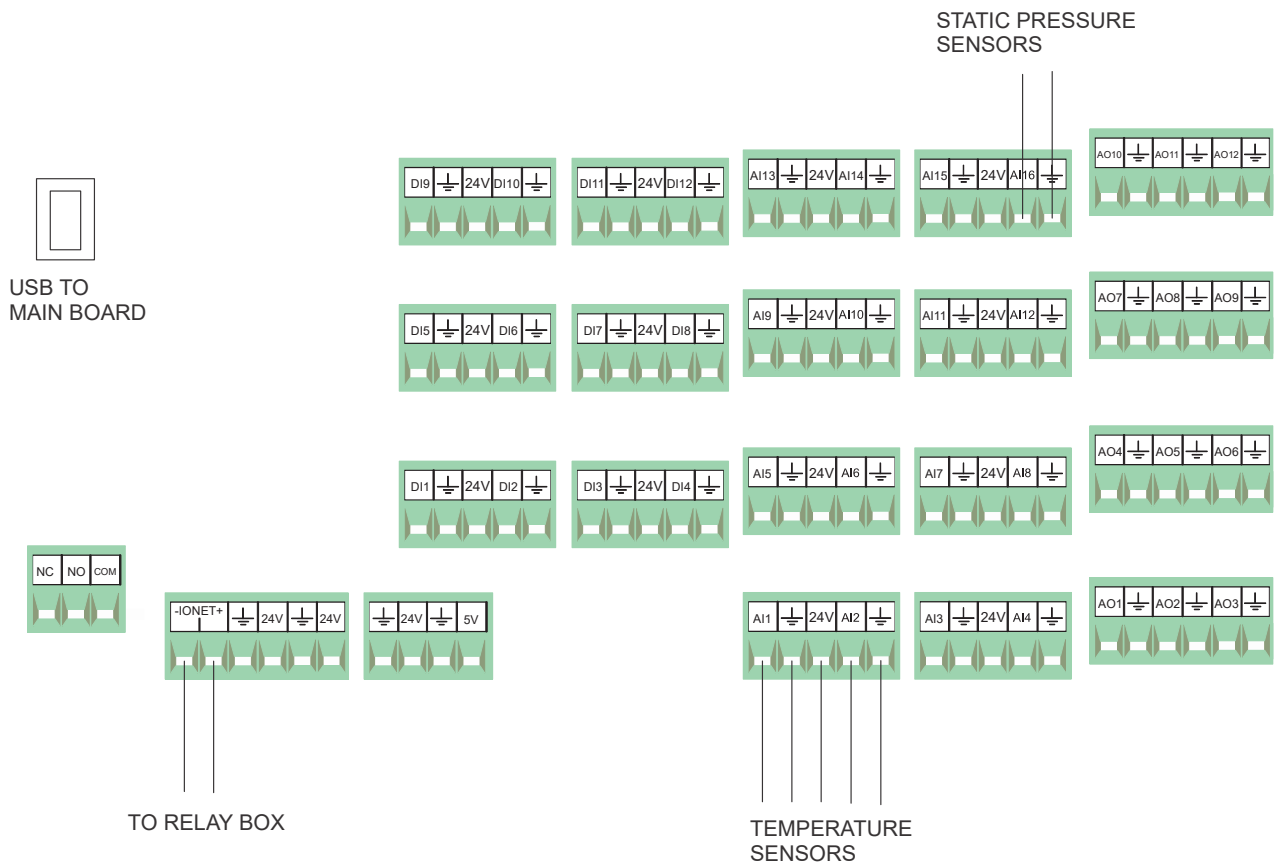 STATIC PRESSURE
SENSORS
AO10 AO11 AO12
AI13 24V AI14
AI15 24V AI16
DI9 24V DI10
DI11 24V DI12
USB TO
MAIN BOARD
AO7 AO8 AO9
AI9 24V AI10
AI11 24V AI12
DI5 24V DI6
DI7 24V DI8
AO4 AO5 AO6
AI5 24V AI6
AI7 24V AI8
DI1 24V DI2
DI3 24V DI4
NC NO COM
-IONET+ 24V 24V
24V 5V
AI1 24V AI2
AI3 24V AI4
AO1 AO2 AO3
TO RELAY BOX
TEMPERATURE
SENSORS